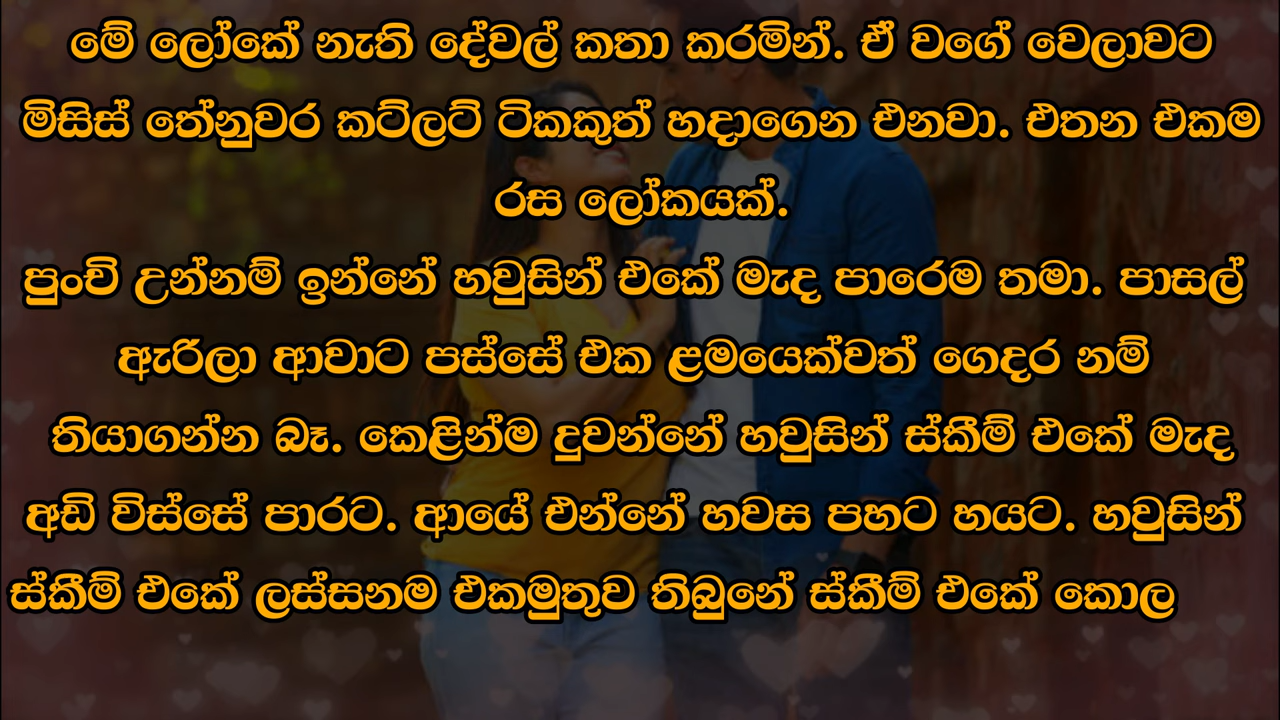 මේ ලෝකේ නැති දේවල් කතා කරමින්. ඒ වගේ වෙලාවට
මිසිස් තේනුවර කට්ලට් ටිකකුත් හදාගෙන එනවා. එතන එකම
රස ලෝකයක්.
පුංචි උන්නම් ඉන්නේ හවුසින් එකේ මැද පාරෙම තමා. පාසල්
ඇරිලා ආවාට පස්සේ එක ළමයෙක්වත් ගෙදර නම්
තියාගන්න බෑ. කෙළින්ම දුවන්නේ හවුසින් ස්කීම් එකේ මැද
අඩි විස්සේ පාරට. ආයේ එන්නේ හවස පහට හයට. හවුසින්
ස්කීම් එකේ ලස්සනම එකමුතුව තිබුනේ ස්කීම් එකේ කොල